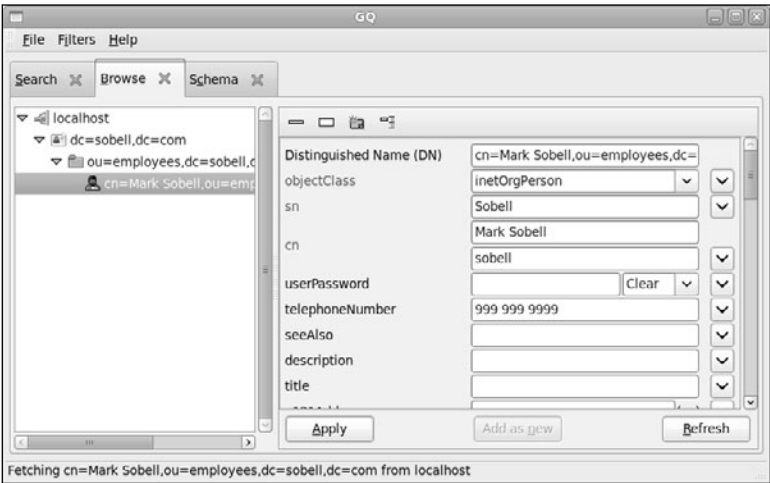 GQ
File Filters Help
Search Browse Schema
localhost
dc=sobell,dc=com
ou=employees,dc=sobell,c
cn=Mark Sobell,ou=emp
Distinguished Name (DN) cn=Mark Sobell,ou=employees,dc=
objectClass inetOrgPerson
sn Sobell
cn Mark Sobell
sobell
userPassword Clear
telephoneNumber 999 999 9999
seeAlso
description
title
Apply Add as new Refresh
Fetching cn=Mark Sobell,ou=employees,dc=sobell,dc=com from localhost